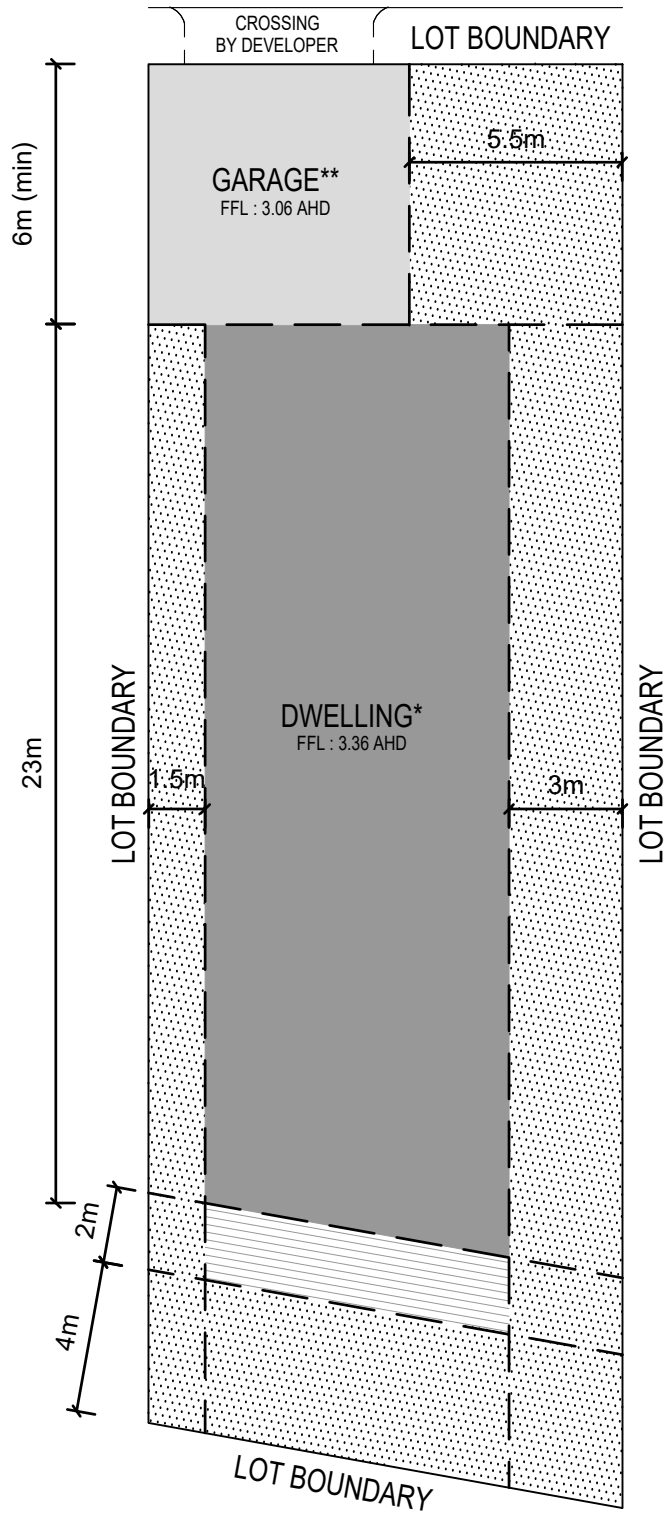 CROSSING
BY DEVELOPER
LOT BOUNDARY
5.5m
6m (min)
GARAGE**
FFL : 3.06 AHD
LOT BOUNDARY
23m
DWELLING*
FFL : 3.36 AHD
1.5m
3m
LOT BOUNDARY
2m
4m
LOT BOUNDARY